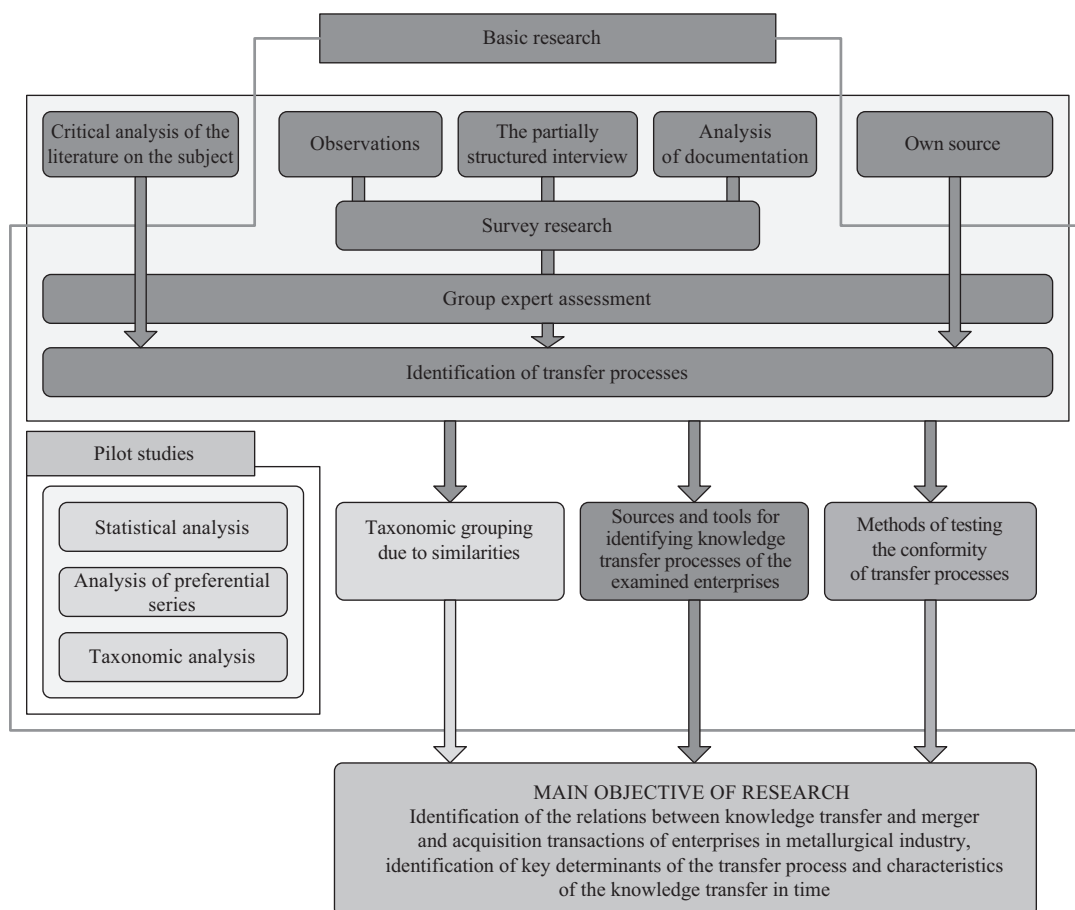 Basic research
Critical analysis of the
literature on the subject
Observations
The partially
structured interview
Analysis
of documentation
Own source
Survey research
Group expert assessment
Identification of transfer processes
Pilot studies
Statistical analysis
Analysis of preferential
series
Taxonomic analysis
Taxonomic grouping
due to similarities
Sources and tools for
identifying knowledge
transfer processes of the
examined enterprises
Methods of testing
the conformity
of transfer processes
MAIN OBJECTIVE OF RESEARCH
Identification of the relations between knowledge transfer and merger
and acquisition transactions of enterprises in metallurgical industry,
identification of key determinants of the transfer process and characteristics
of the knowledge transfer in time